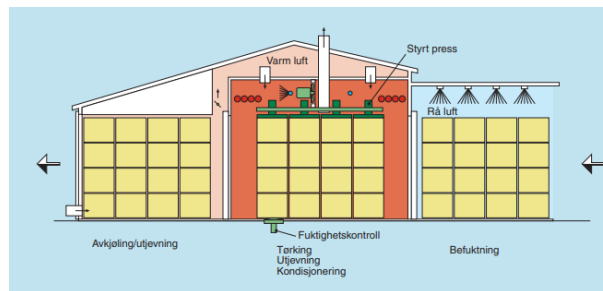 Varm luft
Styrt press
Rå luft
Fuktighetskontroll
Avkjøling/utjevning
Tørking
Utjevning
Kondisjonering
Befuktning